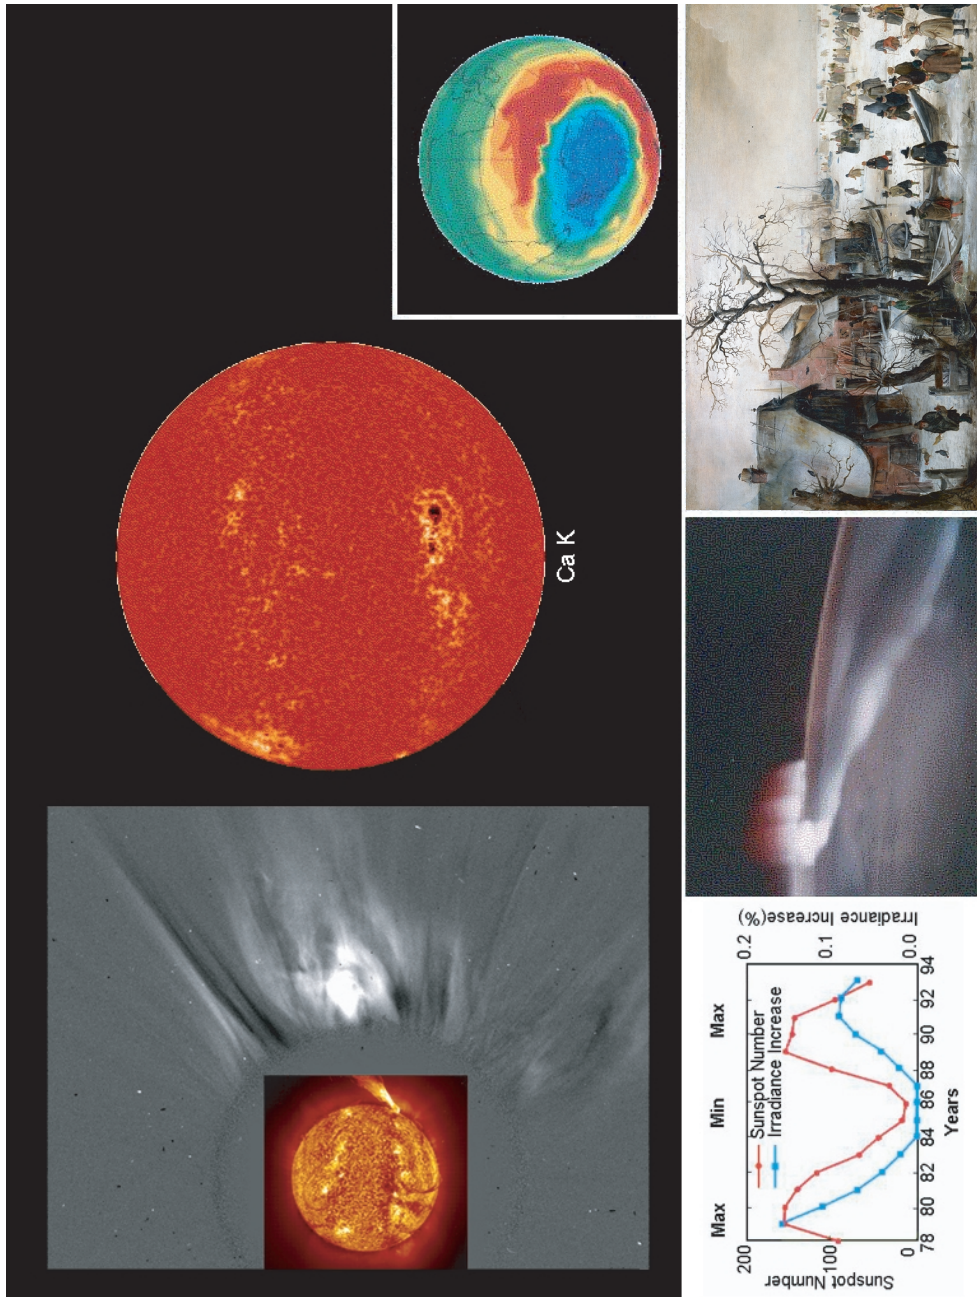 Ca K
Max
Min
Max
Sunspot Number
Irradiance Increase
200
100
0
Sunspot Number
0.2
0.1
0.0
Irradiance Increase(%)
78
80
82
84
86
88
90
92
94
Years